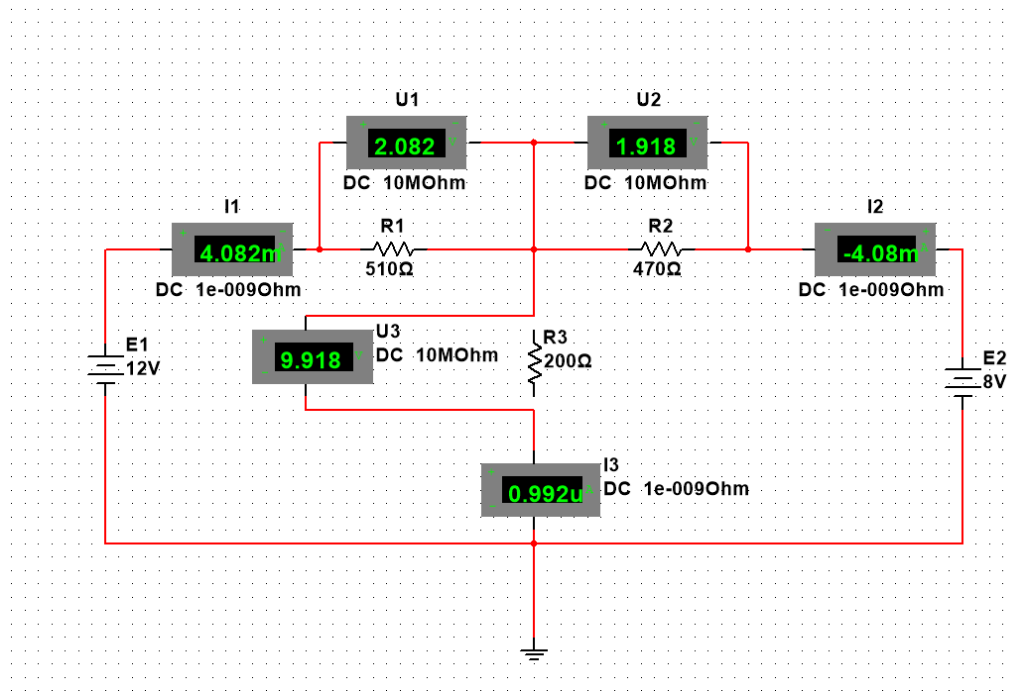 U1
U2
2.082
1.918
DC 10MOhm
DC 10MOhm
I1
R1
R2
I2
4.082m
-4.08m
510Ω
470Ω
DC 1e-009Ohm
DC 1e-009Ohm
U3
R3
9.918
DC 10MOhm
200Ω
E1
12V
E2
8V
I3
0.992u
DC 1e-009Ohm